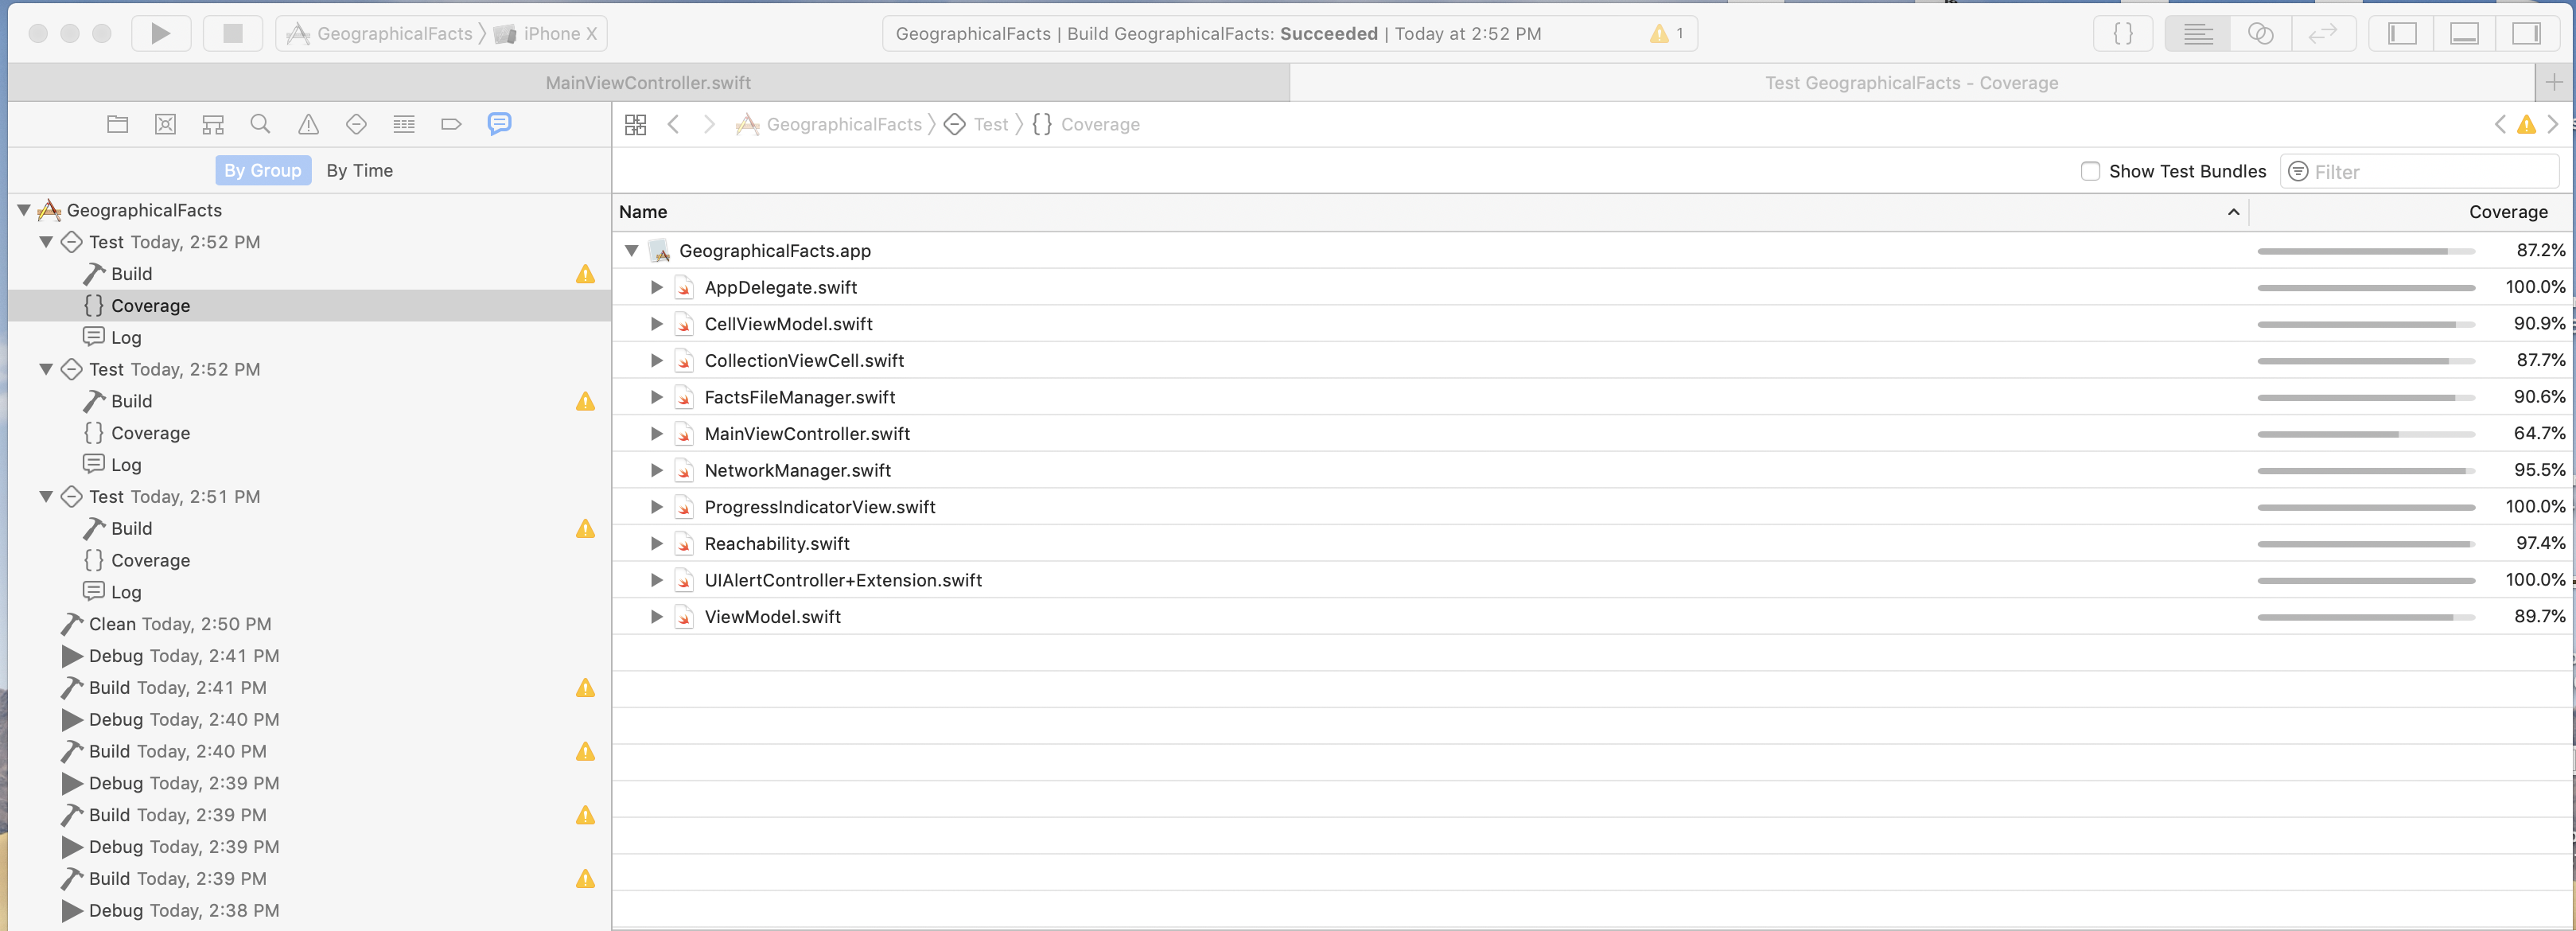 GeographicalFacts 〉 iPhone X
GeographicalFacts | Build GeographicalFacts: Succeeded | Today at 2:52 PM
1
{ }
MainViewController.swift
Test GeographicalFacts - Coverage
GeographicalFacts 〉 Test 〉 { } Coverage
By Group By Time
Show Test Bundles
Filter
GeographicalFacts
Test Today, 2:52 PM
Build
{ } Coverage
Log
Test Today, 2:52 PM
Build
{ } Coverage
Log
Test Today, 2:51 PM
Build
{ } Coverage
Log
Clean Today, 2:50 PM
Debug Today, 2:41 PM
Build Today, 2:41 PM
Debug Today, 2:40 PM
Build Today, 2:40 PM
Debug Today, 2:39 PM
Build Today, 2:39 PM
Debug Today, 2:39 PM
Build Today, 2:39 PM
Debug Today, 2:38 PM
Name Coverage
GeographicalFacts.app 87.2%
AppDelegate.swift 100.0%
CellViewModel.swift 90.9%
CollectionViewCell.swift 87.7%
FactsFileManager.swift 90.6%
MainViewController.swift 64.7%
NetworkManager.swift 95.5%
ProgressIndicatorView.swift 100.0%
Reachability.swift 97.4%
UIAlertController+Extension.swift 100.0%
ViewModel.swift 89.7%